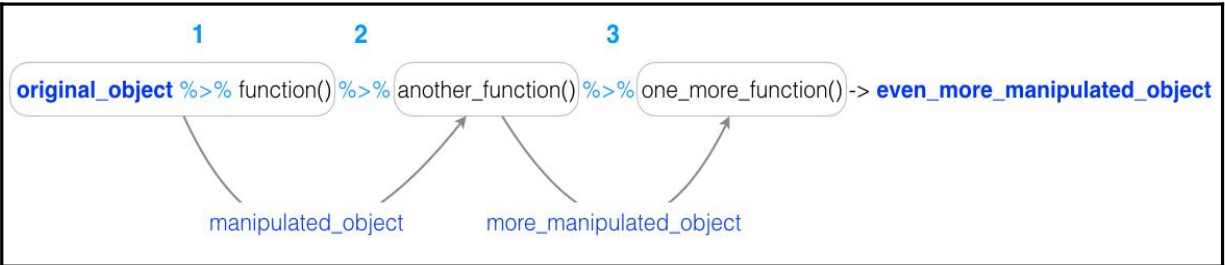 1 2 3
original_object %>% function() %>% another_function() %>% one_more_function() -> even_more_manipulated_object
manipulated_object more_manipulated_object